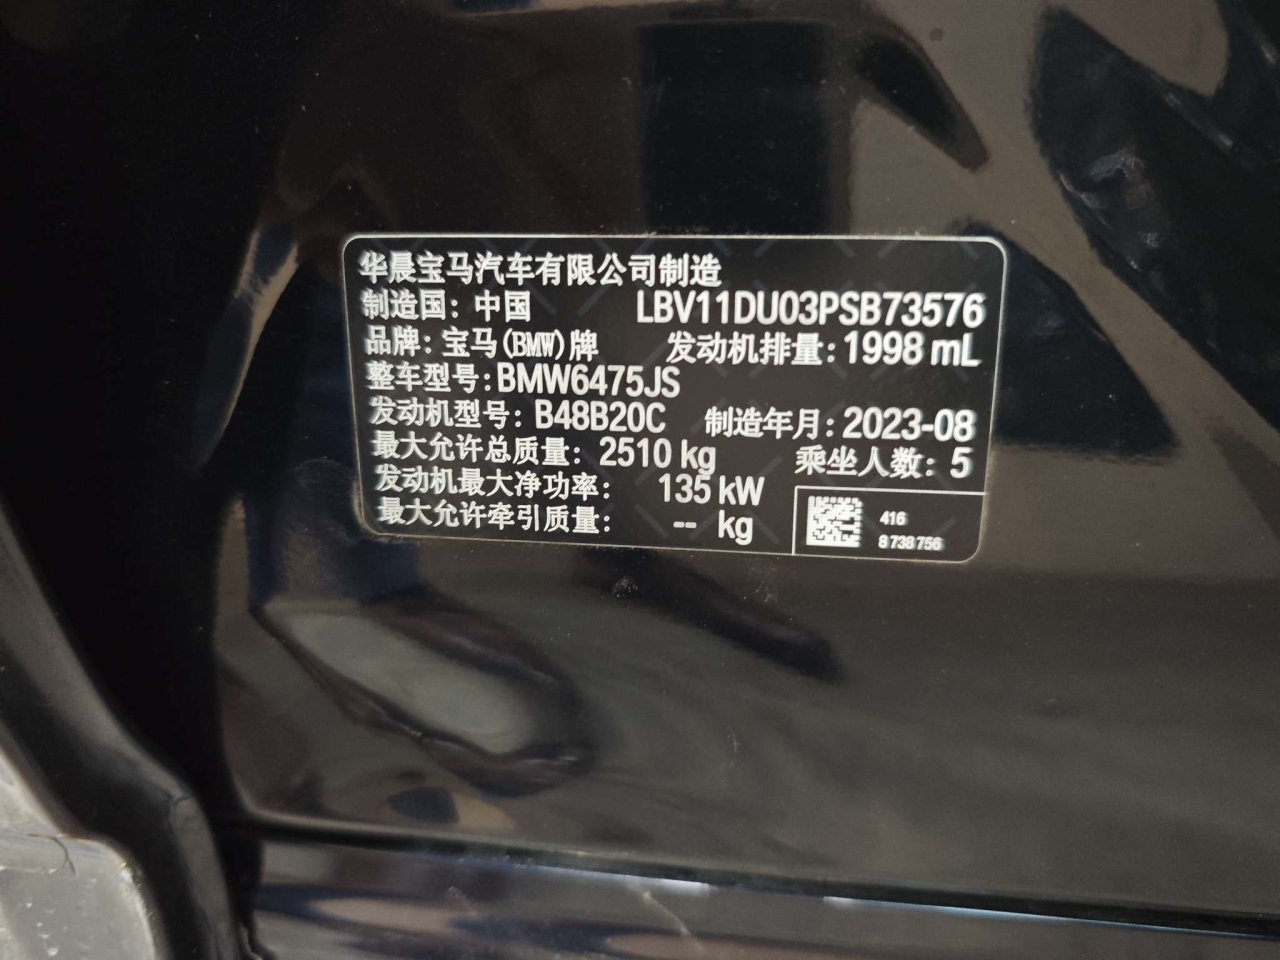 华晨宝马汽车有限公司制造
制造国：中国 LBV11DU03PSB73576
品牌：宝马(BMW)牌 发动机排量：1998 mL
整车型号：BMW6475JS
发动机型号：B48B20C 制造年月：2023-08
最大允许总质量：2510 kg 乘坐人数：5
发动机最大净功率：135 kW
最大允许牵引质量：-- kg
416
8 738 756